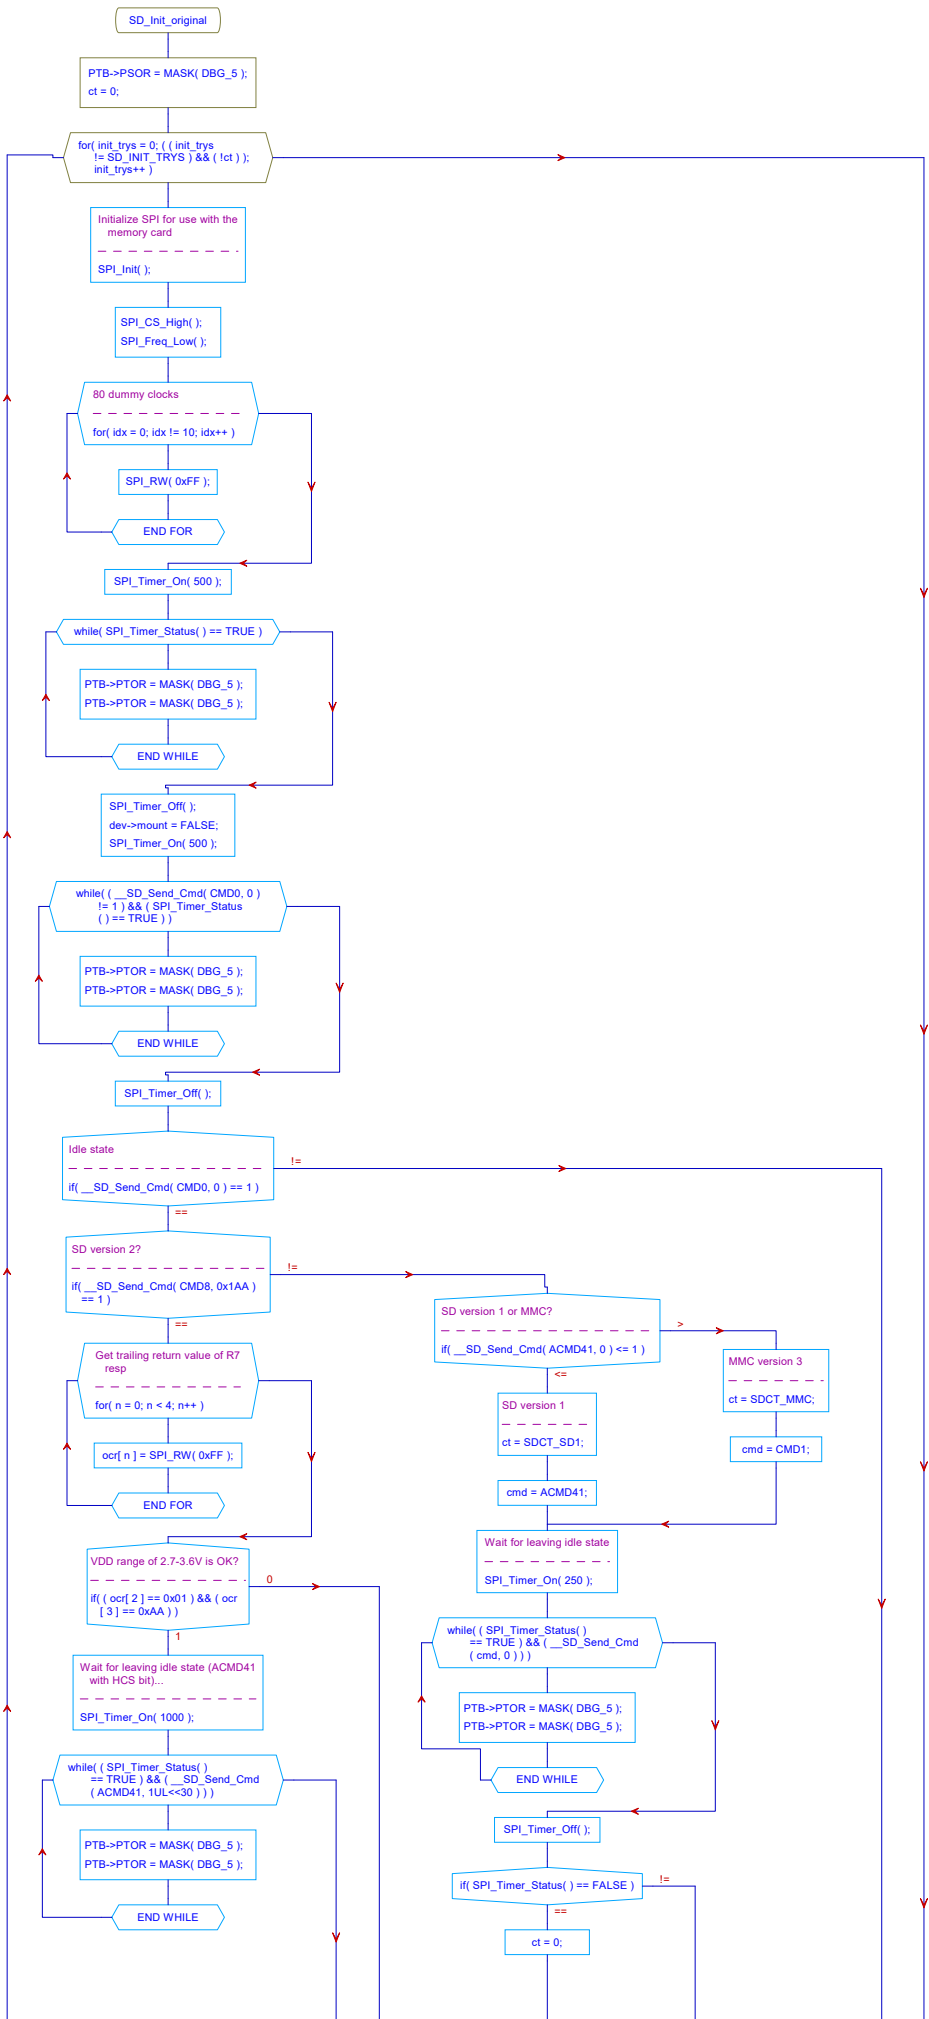 SD_Init_original
PTB->PSOR = MASK( DBG_5 );
ct = 0;
for( init_trys = 0; ( ( init_trys
!= SD_INIT_TRYS ) && ( !ct ) );
init_trys++ )
Initialize SPI for use with the
memory card
SPI_Init( );
SPI_CS_High( );
SPI_Freq_Low( );
80 dummy clocks
for( idx = 0; idx != 10; idx++ )
SPI_RW( 0xFF );
END FOR
SPI_Timer_On( 500 );
while( SPI_Timer_Status( ) == TRUE )
PTB->PTOR = MASK( DBG_5 );
PTB->PTOR = MASK( DBG_5 );
END WHILE
SPI_Timer_Off( );
dev->mount = FALSE;
SPI_Timer_On( 500 );
while( ( __SD_Send_Cmd( CMD0, 0 )
!= 1 ) && ( SPI_Timer_Status
( ) == TRUE ) )
PTB->PTOR = MASK( DBG_5 );
PTB->PTOR = MASK( DBG_5 );
END WHILE
SPI_Timer_Off( );
Idle state
if( __SD_Send_Cmd( CMD0, 0 ) == 1 )
!=
==
SD version 2?
if( __SD_Send_Cmd( CMD8, 0x1AA )
== 1 )
!=
==
Get trailing return value of R7
resp
for( n = 0; n < 4; n++ )
ocr[ n ] = SPI_RW( 0xFF );
END FOR
VDD range of 2.7-3.6V is OK?
if( ( ocr[ 2 ] == 0x01 ) && ( ocr
[ 3 ] == 0xAA ) )
0
1
Wait for leaving idle state (ACMD41
with HCS bit)...
SPI_Timer_On( 1000 );
while( ( SPI_Timer_Status( )
== TRUE ) && ( __SD_Send_Cmd
( ACMD41, 1UL<<30 ) ) )
PTB->PTOR = MASK( DBG_5 );
PTB->PTOR = MASK( DBG_5 );
END WHILE
SD version 1 or MMC?
if( __SD_Send_Cmd( ACMD41, 0 ) <= 1 )
>
<=
SD version 1
ct = SDCT_SD1;
cmd = ACMD41;
MMC version 3
ct = SDCT_MMC;
cmd = CMD1;
Wait for leaving idle state
SPI_Timer_On( 250 );
while( ( SPI_Timer_Status( )
== TRUE ) && ( __SD_Send_Cmd
( cmd, 0 ) ) )
PTB->PTOR = MASK( DBG_5 );
PTB->PTOR = MASK( DBG_5 );
END WHILE
SPI_Timer_Off( );
if( SPI_Timer_Status( ) == FALSE )
!=
==
ct = 0;